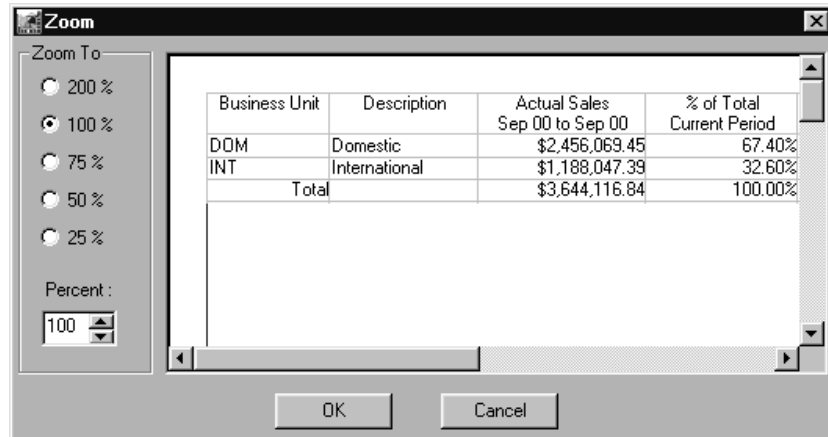 Zoom
Zoom To
200 %
100 %
75 %
50 %
25 %
Percent :
100
Business Unit Description Actual Sales % of Total
Sep 00 to Sep 00 Current Period
DOM Domestic $2,456,069.45 67.40%
INT International $1,188,047.39 32.60%
Total $3,644,116.84 100.00%
OK Cancel